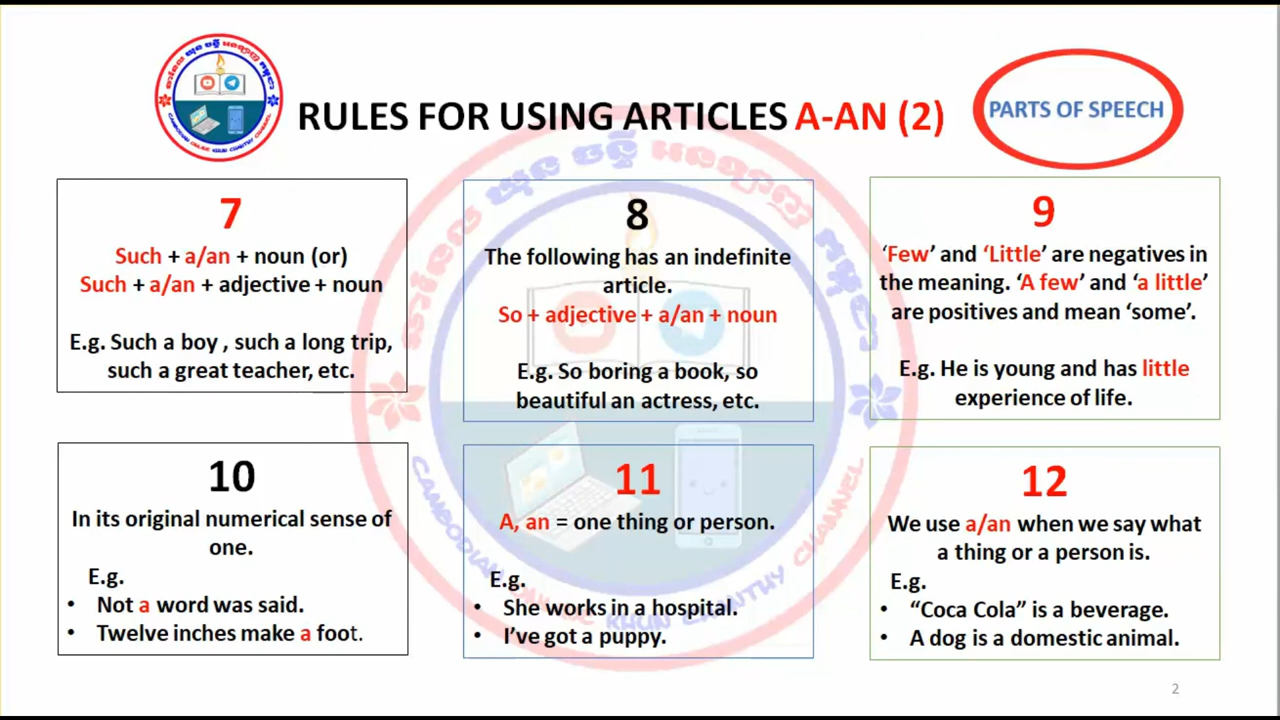 RULES FOR USING ARTICLES A-AN (2)
PARTS OF SPEECH
7
Such + a/an + noun (or)
Such + a/an + adjective + noun
E.g. Such a boy , such a long trip,
such a great teacher, etc.
8
The following has an indefinite
article.
So + adjective + a/an + noun
E.g. So boring a book, so
beautiful an actress, etc.
9
‘Few’ and ‘Little’ are negatives in
the meaning. ‘A few’ and ‘a little’
are positives and mean ‘some’.
E.g. He is young and has little
experience of life.
10
In its original numerical sense of
one.
E.g.
• Not a word was said.
• Twelve inches make a foot.
11
A, an = one thing or person.
E.g.
• She works in a hospital.
• I’ve got a puppy.
12
We use a/an when we say what
a thing or a person is.
E.g.
• “Coca Cola” is a beverage.
• A dog is a domestic animal.
CAMBODIAN ONLINE KHUN CHANTHY CHANNEL
2